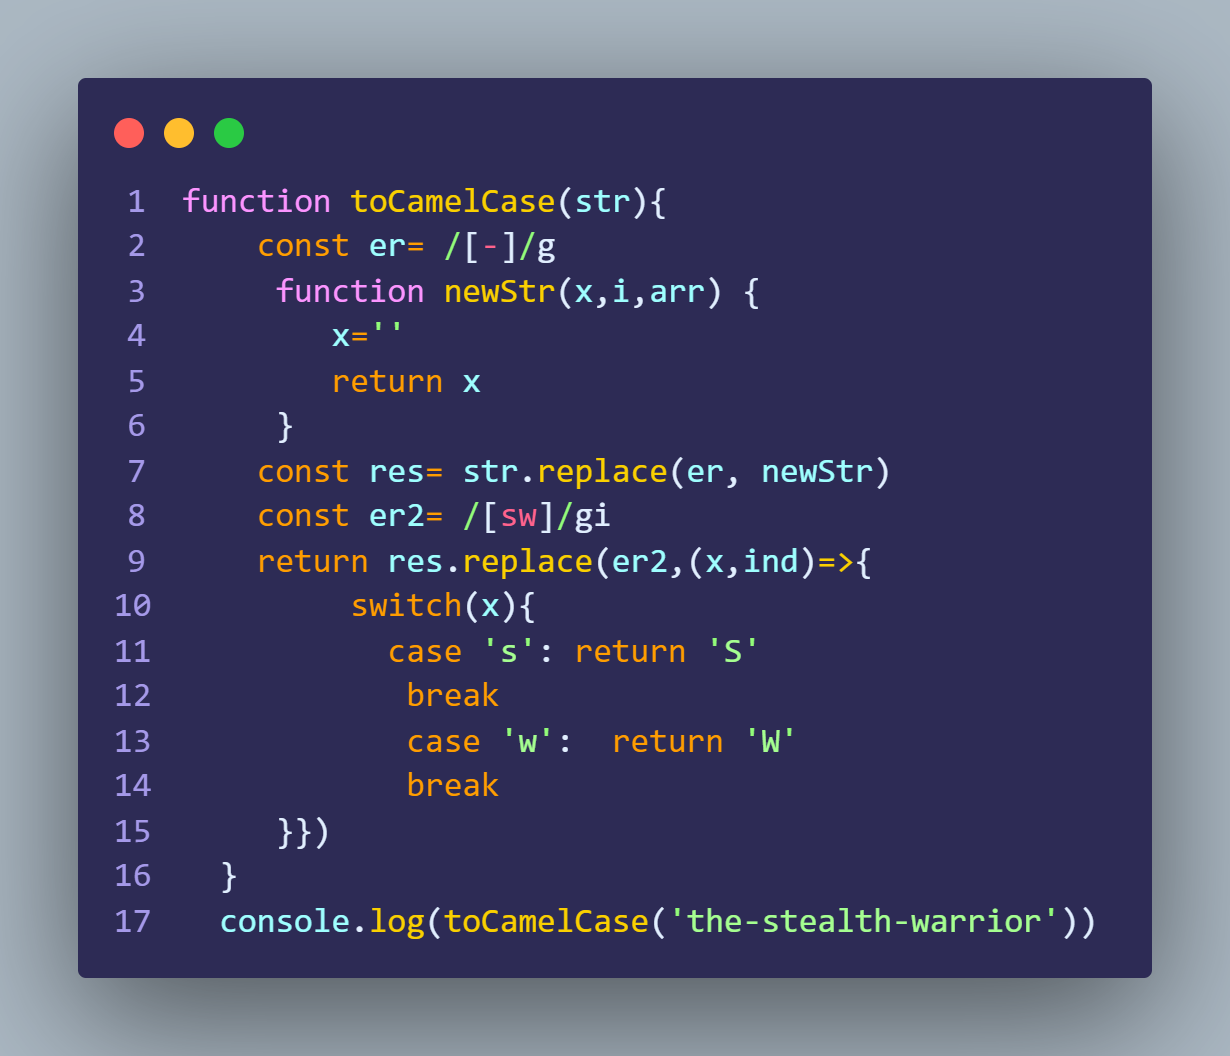 1 function toCamelCase(str){
2 const er= /[-]/g
3 function newStr(x,i,arr) {
4 x=''
5 return x
6 }
7 const res= str.replace(er, newStr)
8 const er2= /[sw]/gi
9 return res.replace(er2,(x,ind)=>{
10 switch(x){
11 case 's': return 'S'
12 break
13 case 'w':  return 'W'
14 break
15 }})
16 }
17 console.log(toCamelCase('the-stealth-warrior'))